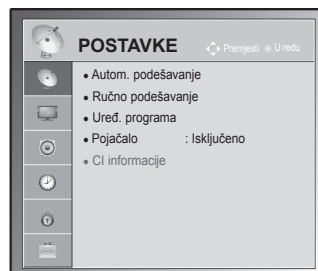 POSTAVKE
Premjesti U redu
• Autom. podešavanje
• Ručno podešavanje
• Uređ. programa
• Pojačalo : Isključeno
• CI informacije